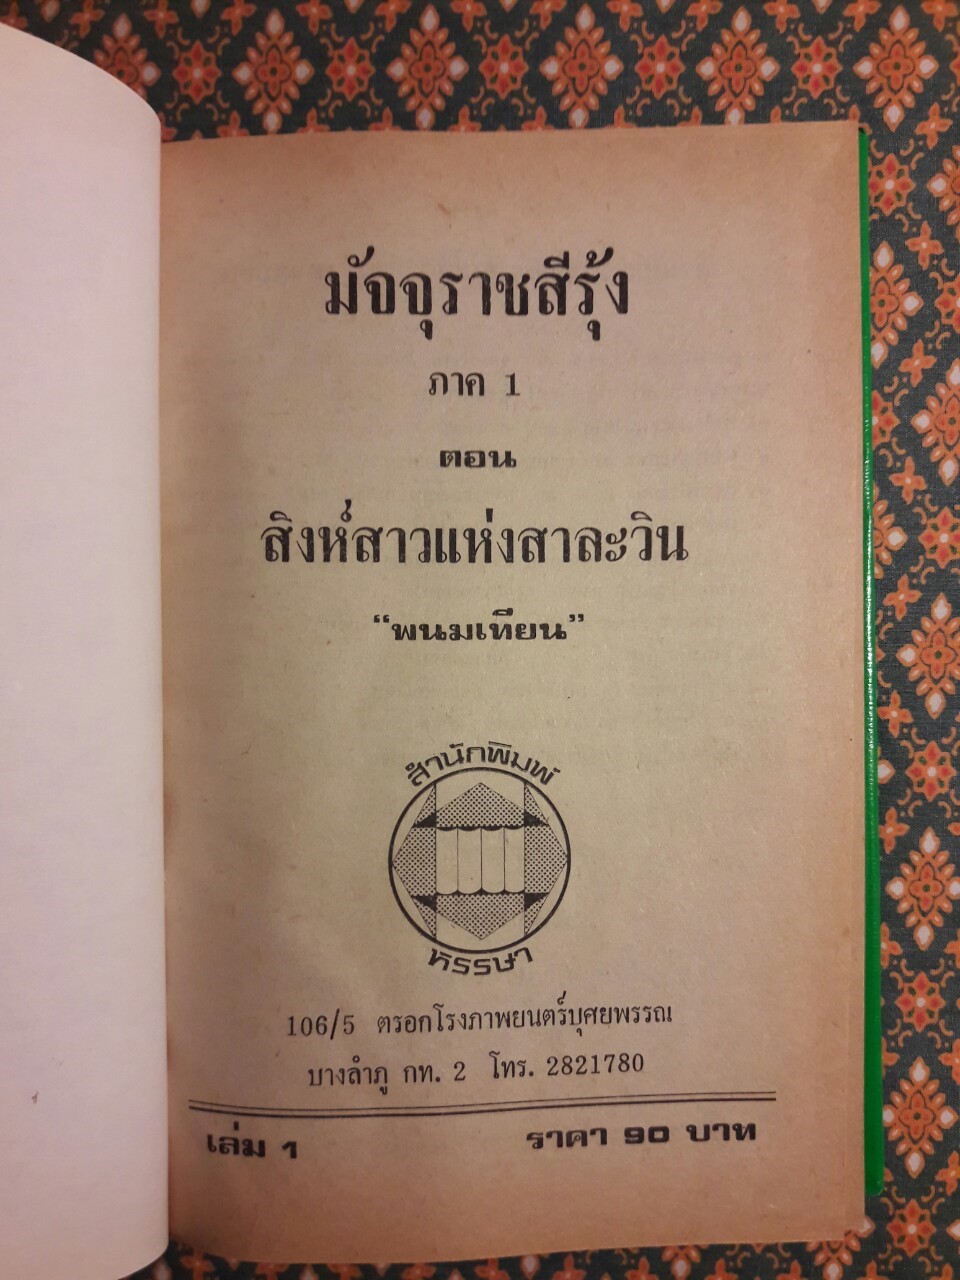 มัจจุราชสีรุ้ง
ภาค 1
ตอน
สิงห์สาวแห่งสาละวิน
“พนมเทียน”
สำนักพิมพ์
หรรษา
106/5 ตรอกโรงภาพยนตร์บุศยพรรณ
บางลำภู กท. 2 โทร. 2821780
เล่ม 1 ราคา 90 บาท